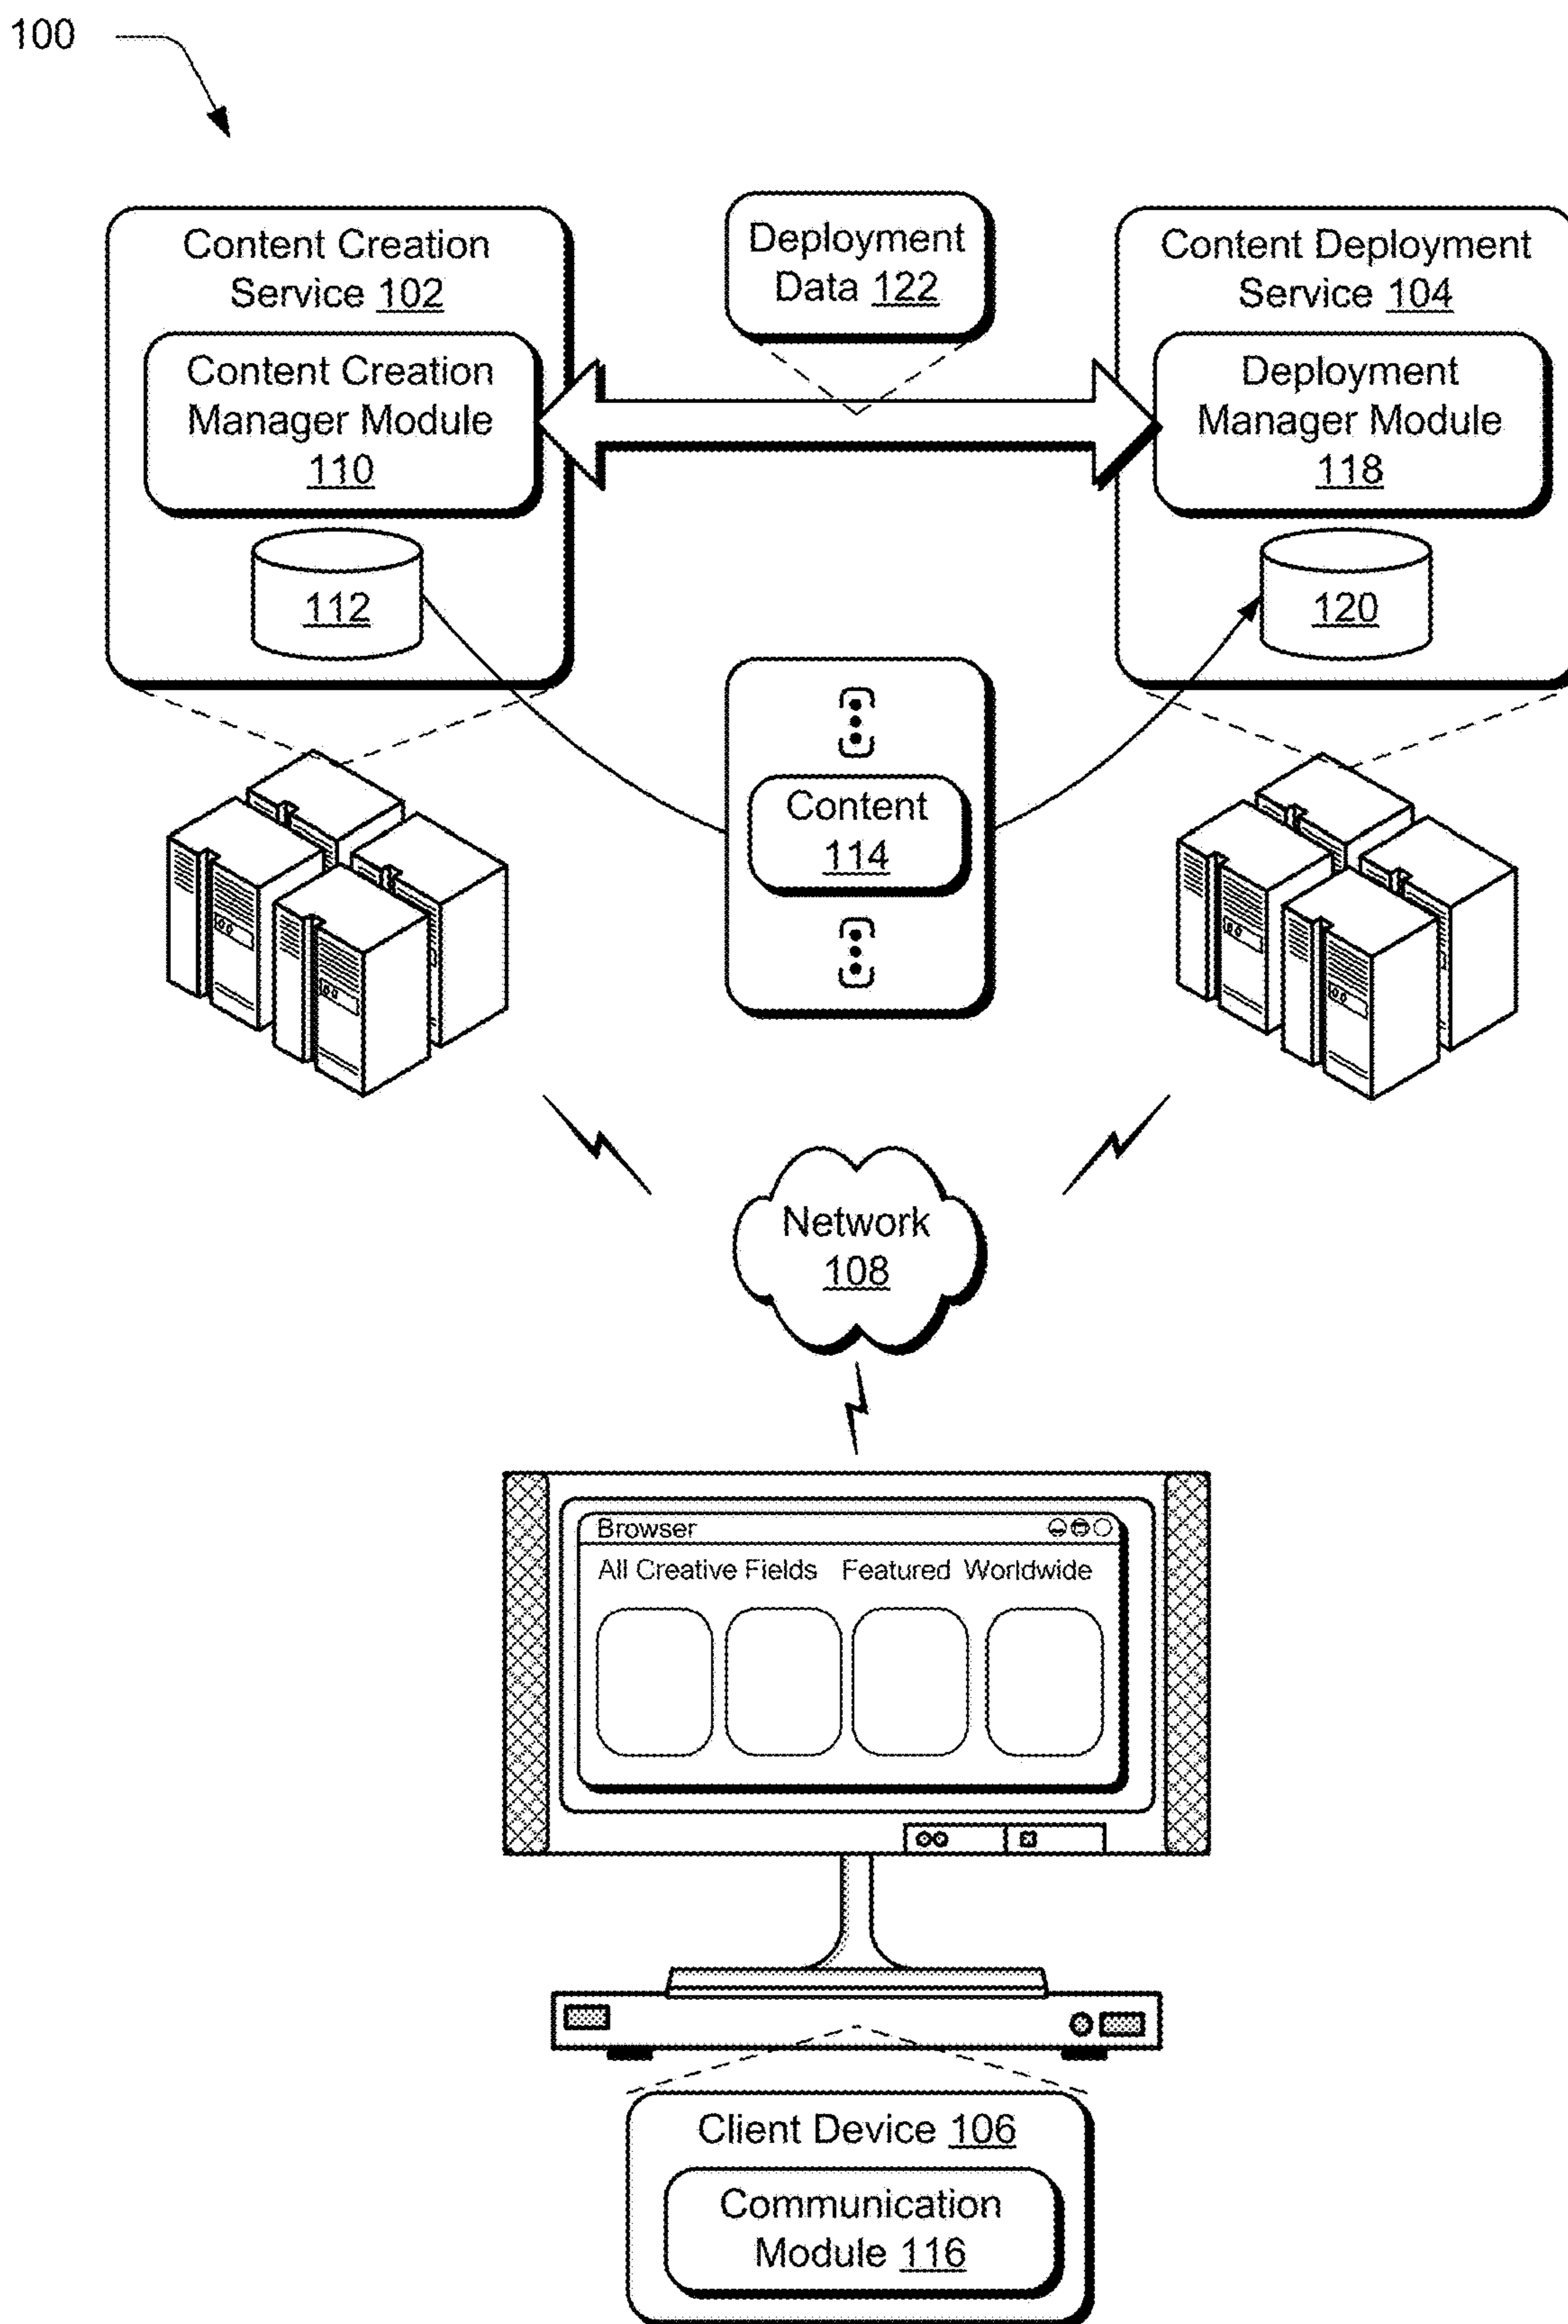 100
Content Creation
Service 102
Content Creation
Manager Module
110
112
Deployment
Data 122
Content Deployment
Service 104
Deployment
Manager Module
118
120
Content
114
Network
108
Browser
All Creative Fields Featured Worldwide
Client Device 106
Communication
Module 116